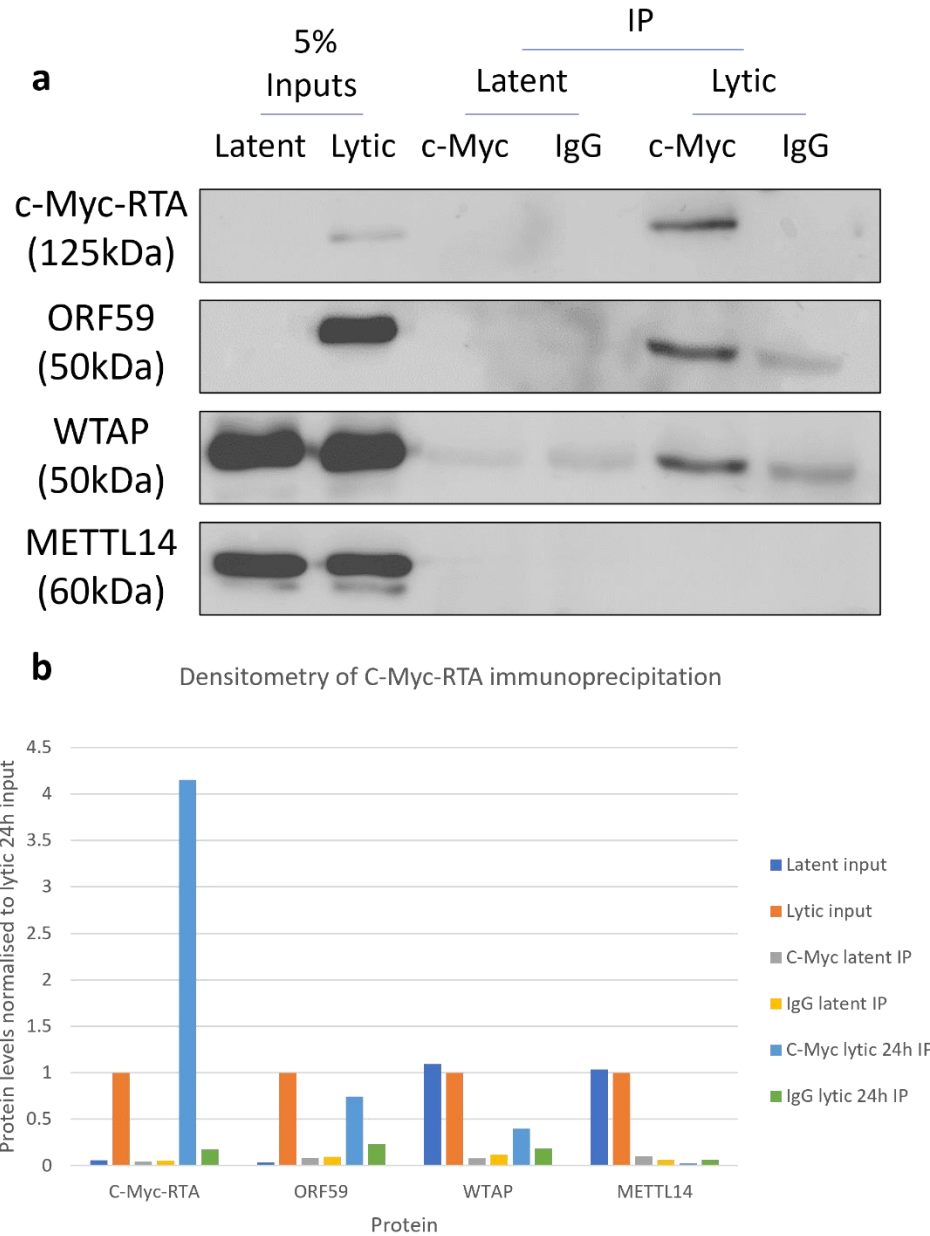 a
5%
Inputs
IP
Latent
Lytic
Latent Lytic c-Myc IgG c-Myc IgG
c-Myc-RTA
(125kDa)
ORF59
(50kDa)
WTAP
(50kDa)
METTL14
(60kDa)
b
Densitometry of C-Myc-RTA immunoprecipitation
Protein levels normalised to lytic 24h input
4.5
4
3.5
3
2.5
2
1.5
1
0.5
0
C-Myc-RTA ORF59 WTAP METTL14
Protein
Latent input
Lytic input
C-Myc latent IP
IgG latent IP
C-Myc lytic 24h IP
IgG lytic 24h IP